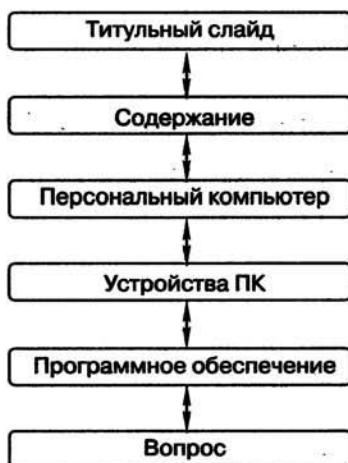 Титульный слайд
Содержание
Персональный компьютер
Устройства ПК
Программное обеспечение
Вопрос